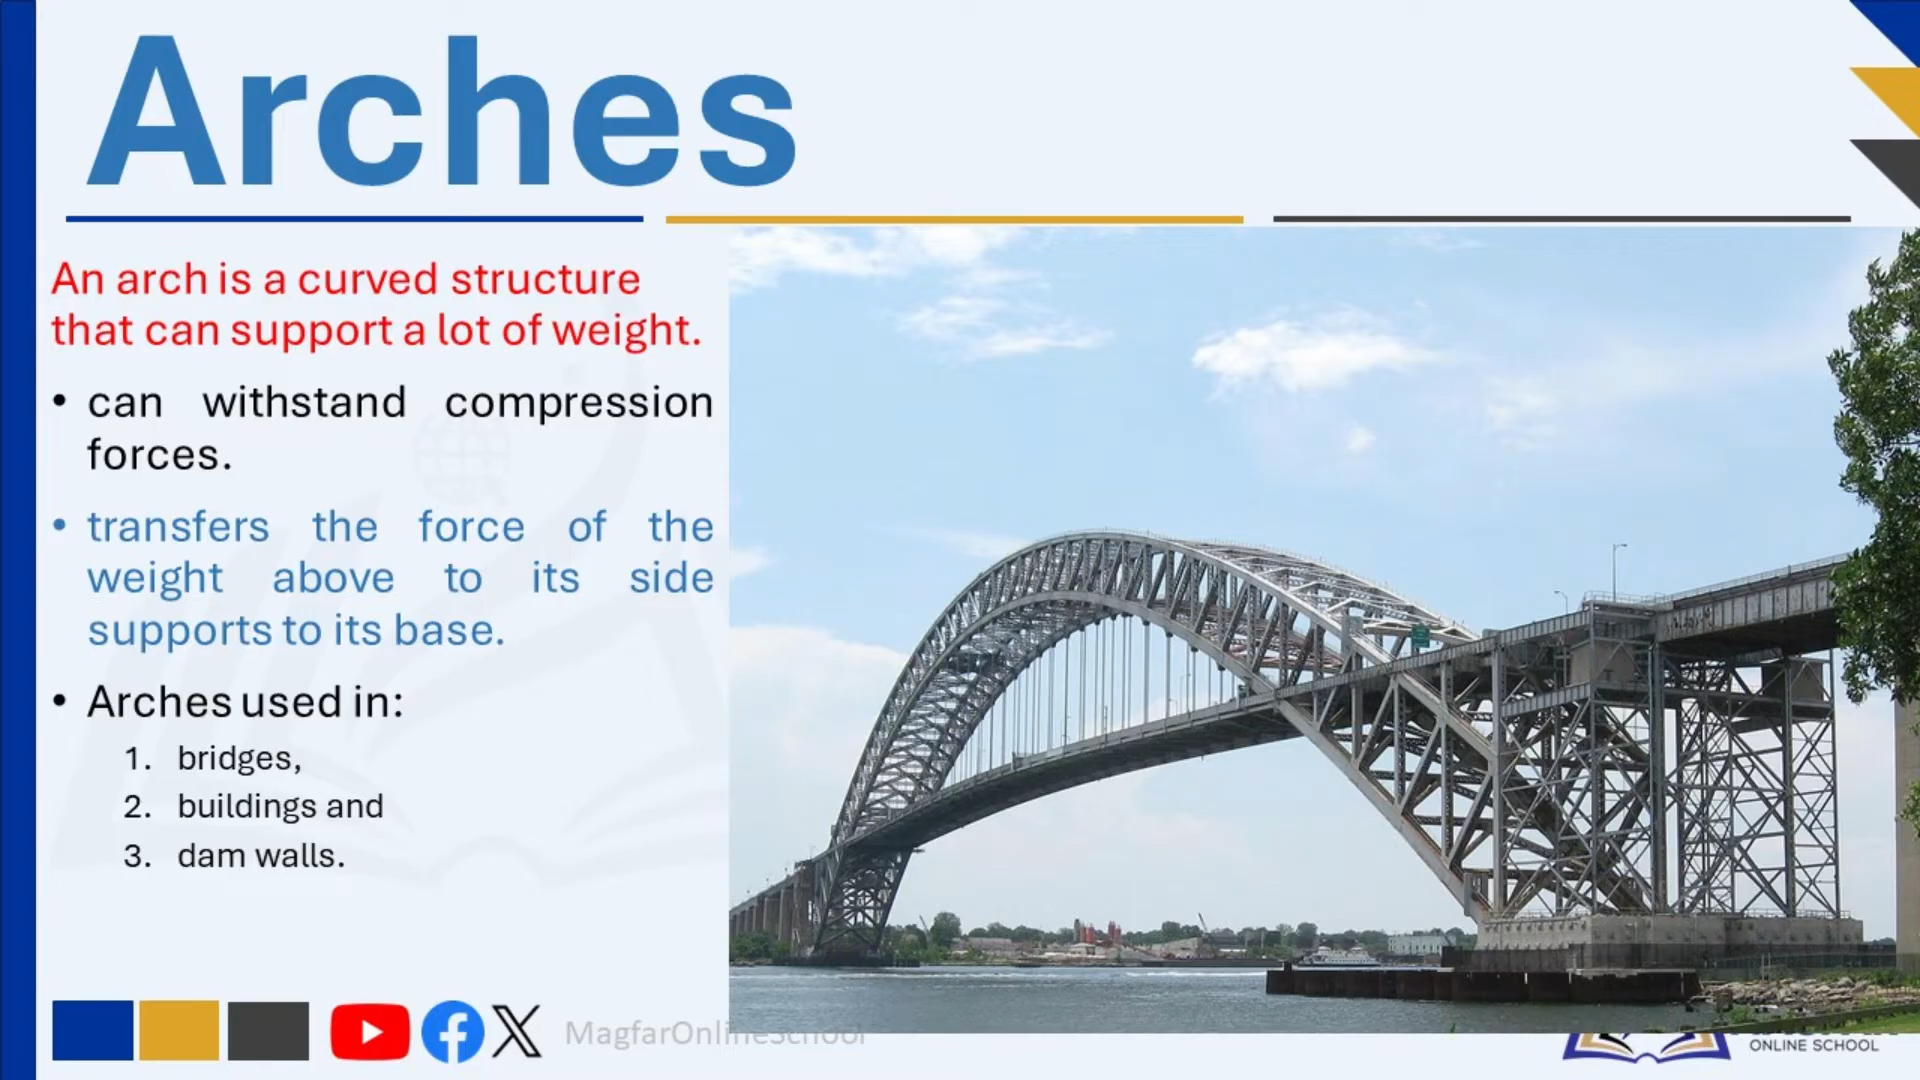 Arches
An arch is a curved structure
that can support a lot of weight.
• can withstand compression
forces.
• transfers the force of the
weight above to its side
supports to its base.
• Arches used in:
1. bridges,
2. buildings and
3. dam walls.
MagfarOnlineSchool
ONLINE SCHOOL